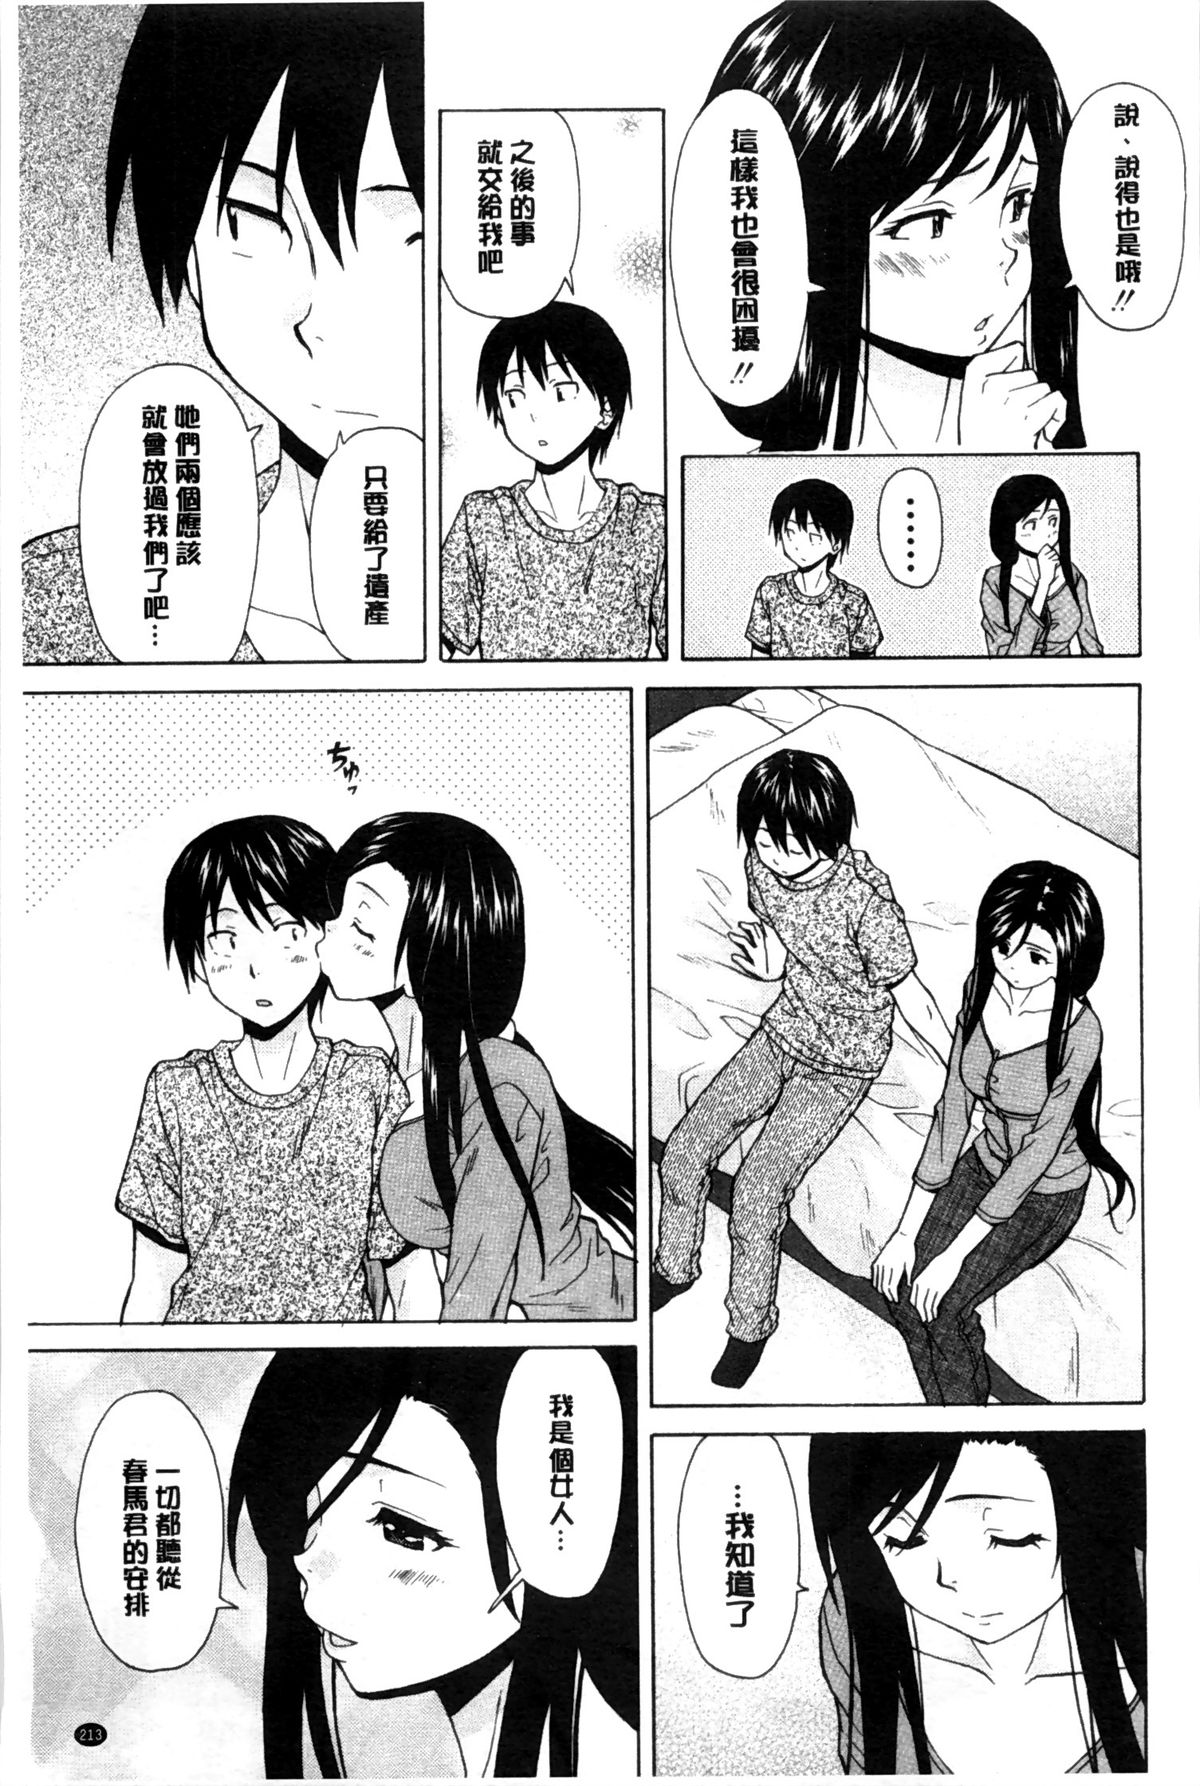 說、說得也是哦!!
這樣我也會很困擾!!
……
之後的事
就交給我吧
只要給了遺產
她們兩個應該
就會放過我們了吧…
ちゅっ
…我知道了
我是個女人…
一切都聽從
春馬君的安排
213